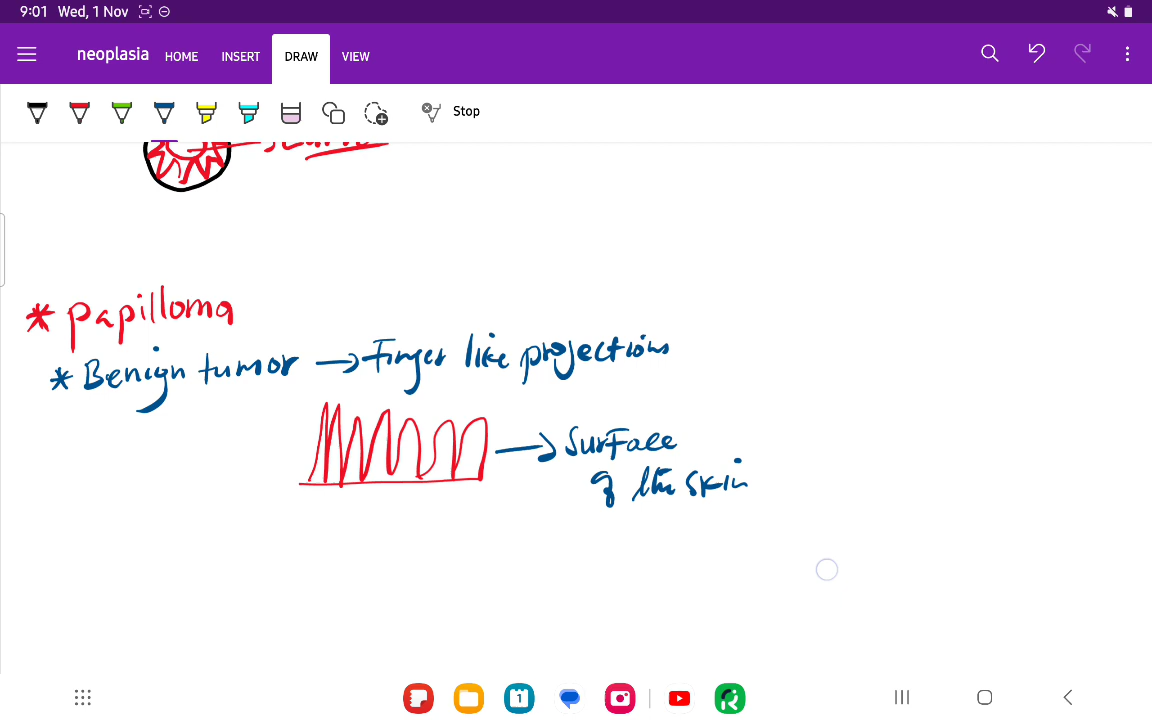 9:01 Wed, 1 Nov
neoplasia HOME INSERT DRAW VIEW
Stop
* Papilloma
* Benign tumor → Finger like projections
→ Surface
of the skin
1